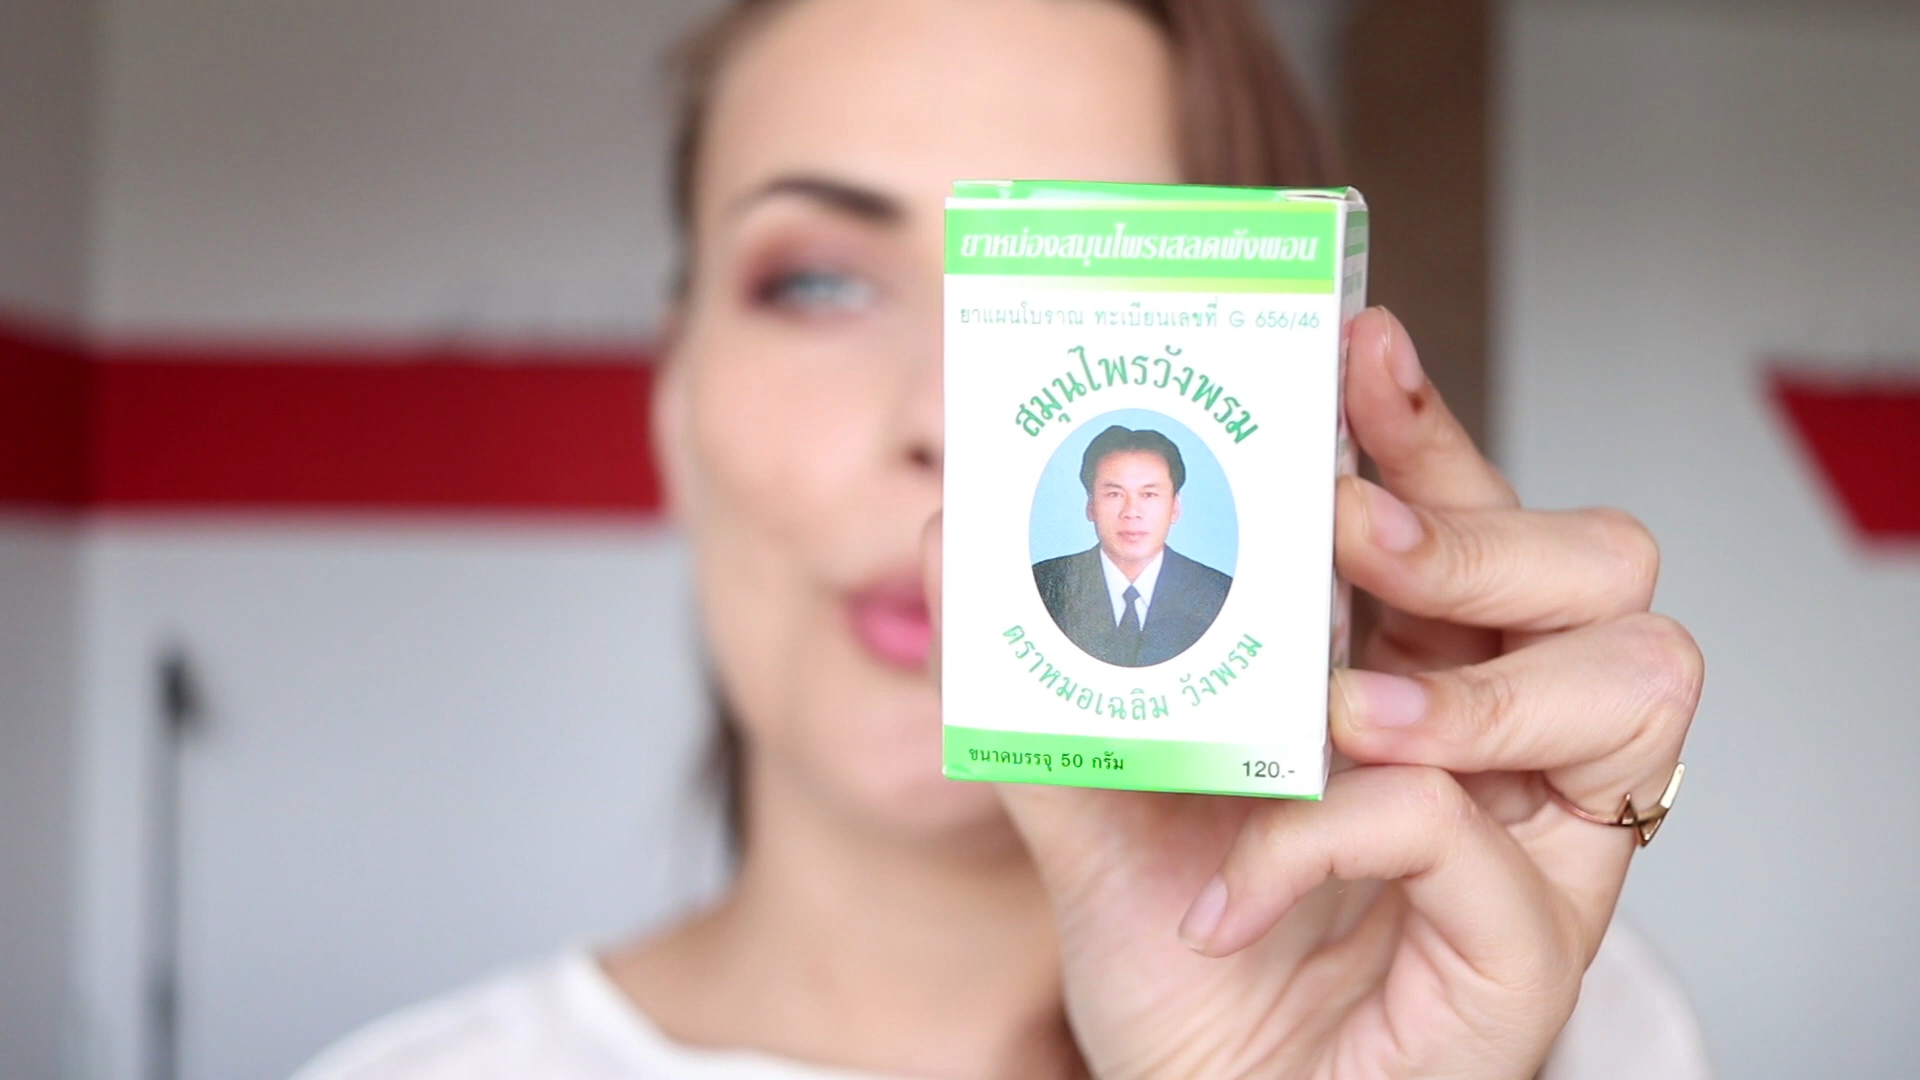 ยาหม่องสมุนไพรเสลดพังพอน
ยาแผนโบราณ ทะเบียนเลขที่ G 656/46
สมุนไพรวังพรม
ตราหมอเฉลิม วังพรม
ขนาดบรรจุ 50 กรัม
120.-